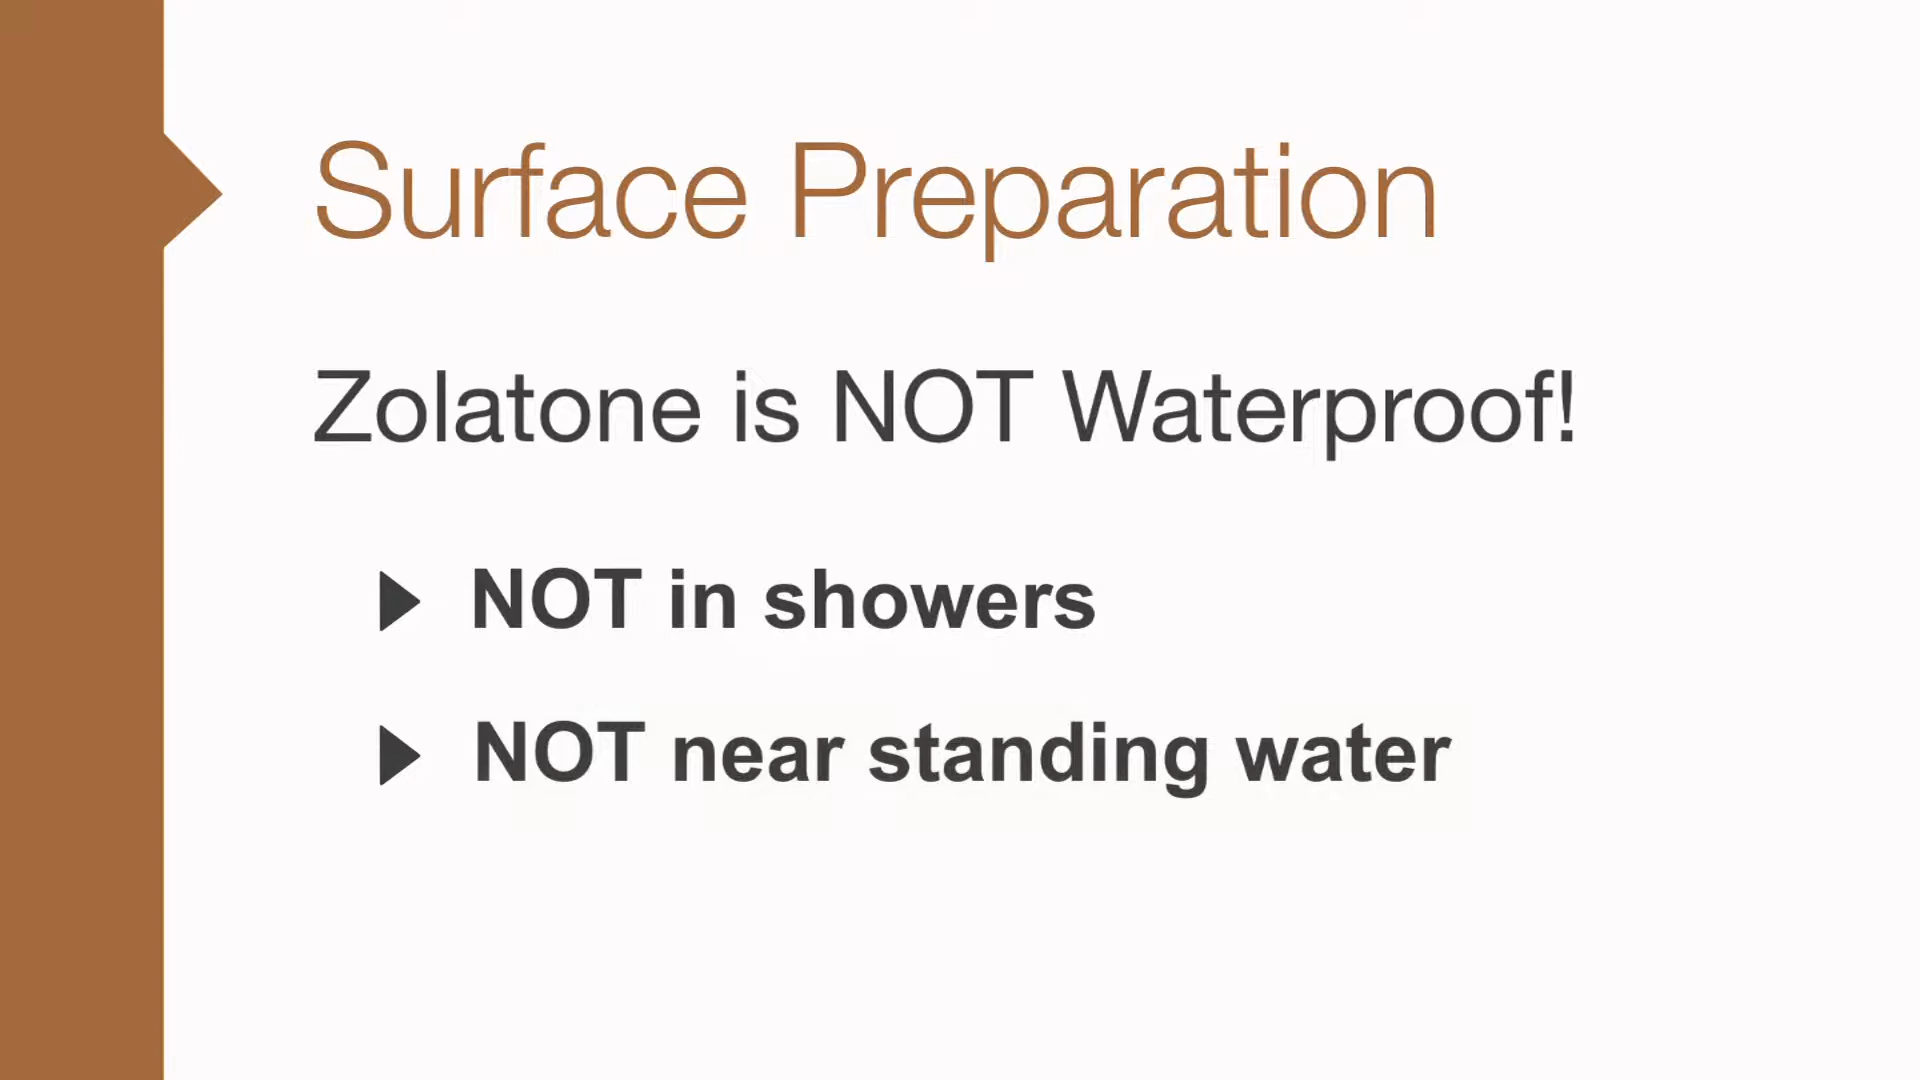 Surface Preparation
Zolatone is NOT Waterproof!
NOT in showers
NOT near standing water